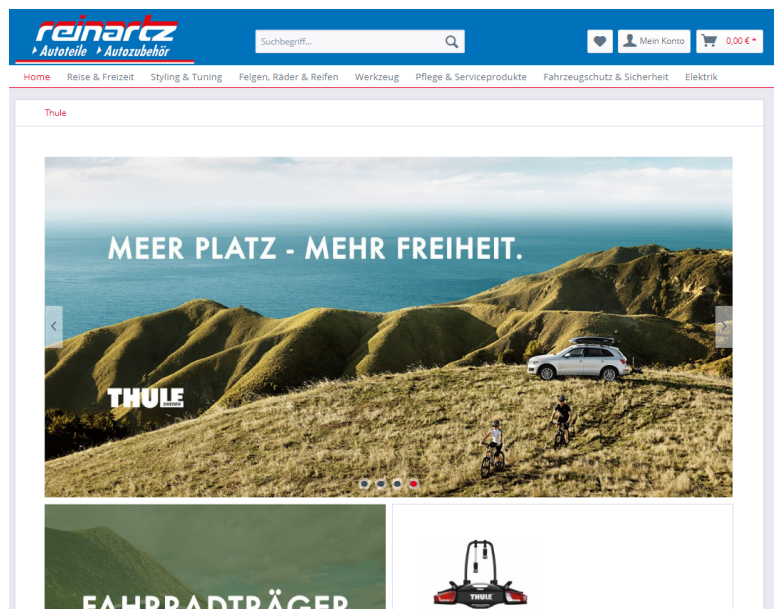 reinartz
Autoteile Autozubehör
Suchbegriff...
Mein Konto
0,00 € *
Home Reise & Freizeit Styling & Tuning Felgen, Räder & Reifen Werkzeug Pflege & Serviceprodukte Fahrzeugschutz & Sicherheit Elektrik
Thule
MEER PLATZ - MEHR FREIHEIT.
THULE
SWEDEN
FAHRRADTRÄGER
THULE